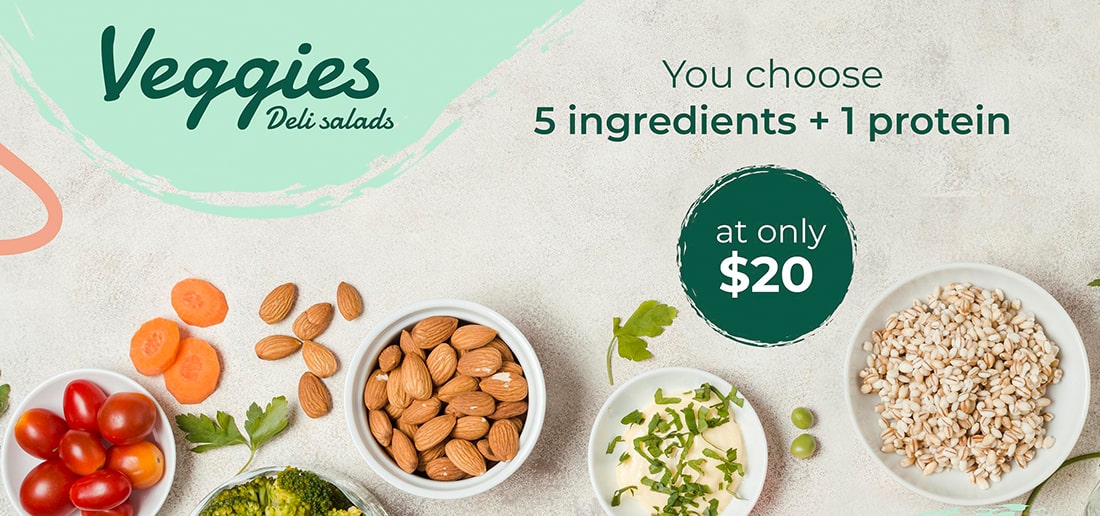 Veggies
Deli salads
You choose
5 ingredients + 1 protein
at only
$20